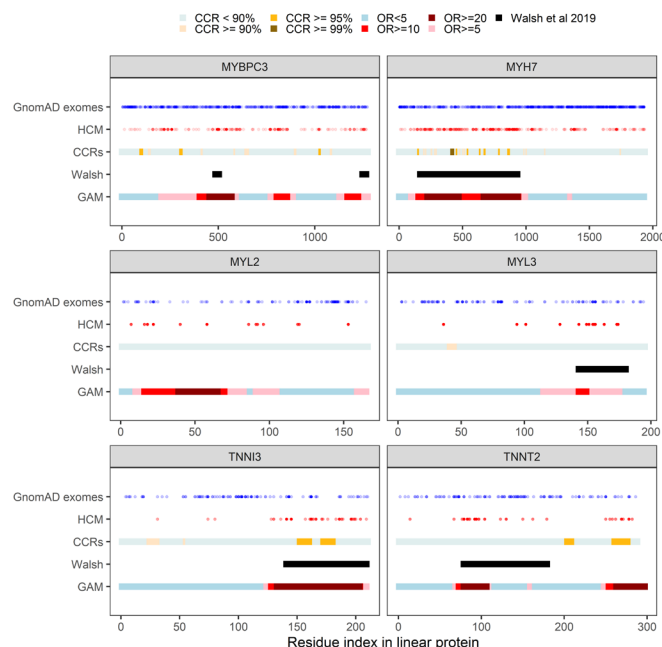 CCR < 90% CCR >= 95% OR<5 OR>=20 Walsh et al 2019
CCR >= 90% CCR >= 99% OR>=10 OR>=5
MYBPC3 MYH7
GnomAD exomes
HCM
CCRs
Walsh
GAM
0 500 1000 0 500 1000 1500 2000
MYL2 MYL3
GnomAD exomes
HCM
CCRs
Walsh
GAM
0 50 100 150 0 50 100 150 200
TNNI3 TNNT2
GnomAD exomes
HCM
CCRs
Walsh
GAM
0 50 100 150 200 0 100 200 300
Residue index in linear protein